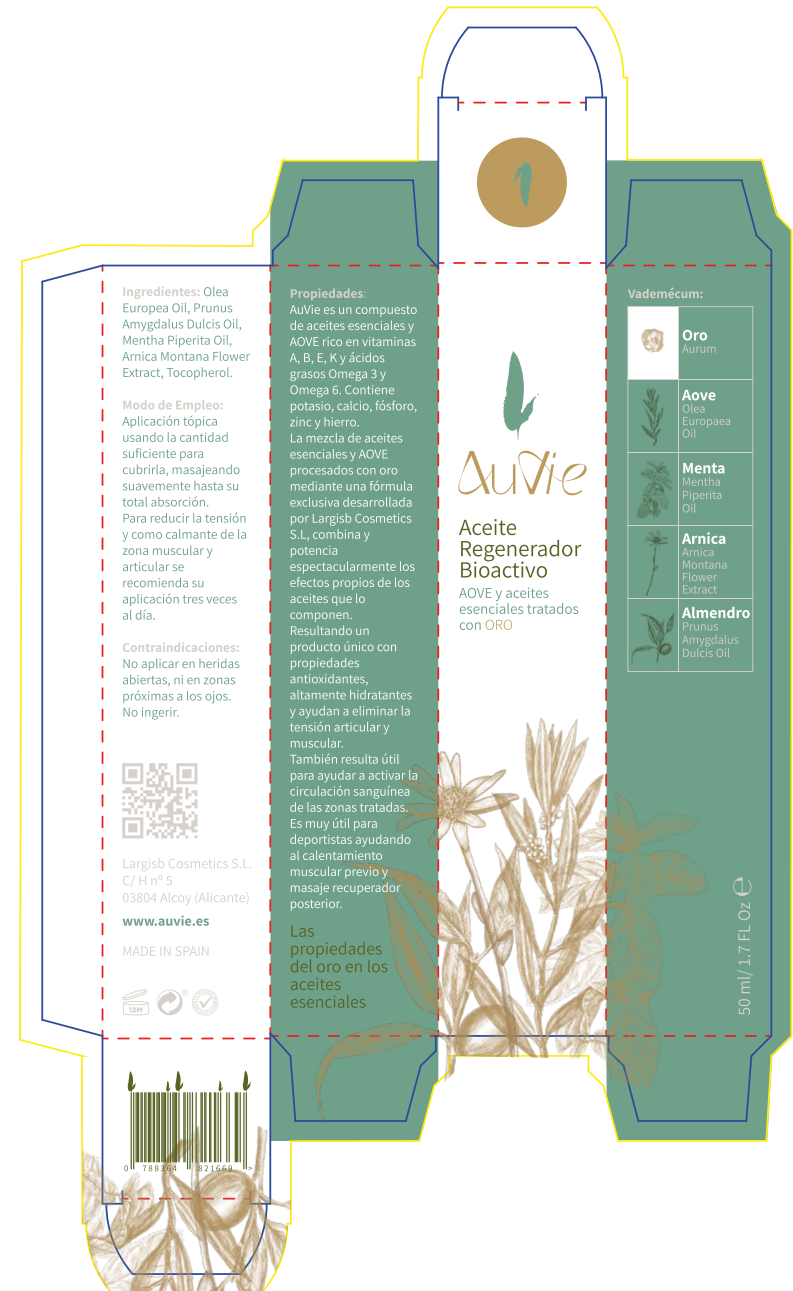 Ingredientes: Olea
Europea Oil, Prunus
Amygdalus Dulcis Oil,
Mentha Piperita Oil,
Arnica Montana Flower
Extract, Tocopherol.
Modo de Empleo:
Aplicación tópica
usando la cantidad
suficiente para
cubrirla, masajeando
suavemente hasta su
total absorción.
Para reducir la tensión
y como calmante de la
zona muscular y
articular se
recomienda su
aplicación tres veces
al día.
Contraindicaciones:
No aplicar en heridas
abiertas, ni en zonas
próximas a los ojos.
No ingerir.
Largisb Cosmetics S.L.
C/ H nº 5
03804 Alcoy (Alicante)
www.auvie.es
MADE IN SPAIN
12M
0 788364 821669 >
Propiedades:
AuVie es un compuesto
de aceites esenciales y
AOVE rico en vitaminas
A, B, E, K y ácidos
grasos Omega 3 y
Omega 6. Contiene
potasio, calcio, fósforo,
zinc y hierro.
La mezcla de aceites
esenciales y AOVE
procesados con oro
mediante una fórmula
exclusiva desarrollada
por Largisb Cosmetics
S.L, combina y
potencia
espectacularmente los
efectos propios de los
aceites que lo
componen.
Resultando un
producto único con
propiedades
antioxidantes,
altamente hidratantes
y ayudan a eliminar la
tensión articular y
muscular.
También resulta útil
para ayudar a activar la
circulación sanguínea
de las zonas tratadas.
Es muy útil para
deportistas ayudando
al calentamiento
muscular previo y
masaje recuperador
posterior.
Las
propiedades
del oro en los
aceites
esenciales
AuVie
Aceite
Regenerador
Bioactivo
AOVE y aceites
esenciales tratados
con ORO
Vademécum:
Oro
Aurum
Aove
Olea
Europaea
Oil
Menta
Mentha
Piperita
Oil
Arnica
Arnica
Montana
Flower
Extract
Almendro
Prunus
Amygdalus
Dulcis Oil
50 ml/ 1.7 FL Oz ℮